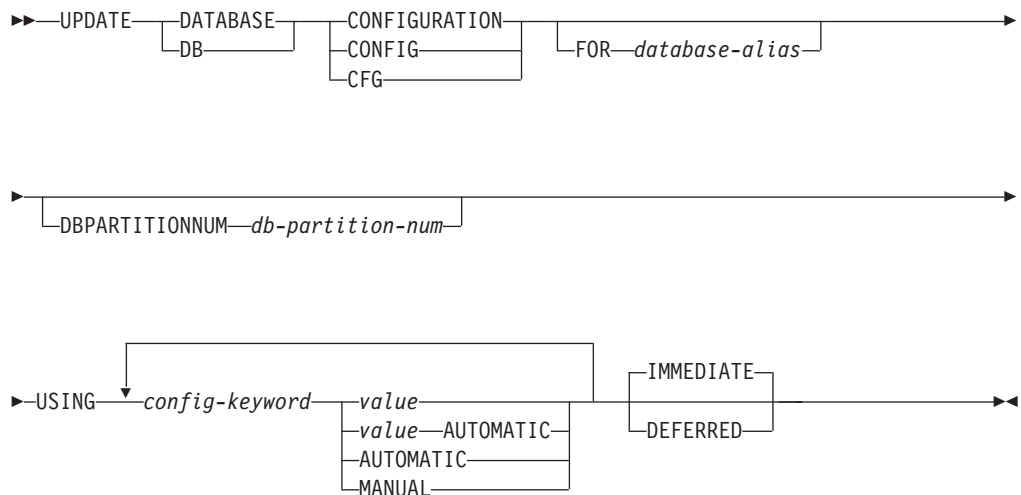 UPDATE DATABASE CONFIGURATION
DB CONFIG FOR database-alias
CFG
DBPARTITIONNUM db-partition-num
IMMEDIATE
USING config-keyword value
value AUTOMATIC DEFERRED
AUTOMATIC
MANUAL